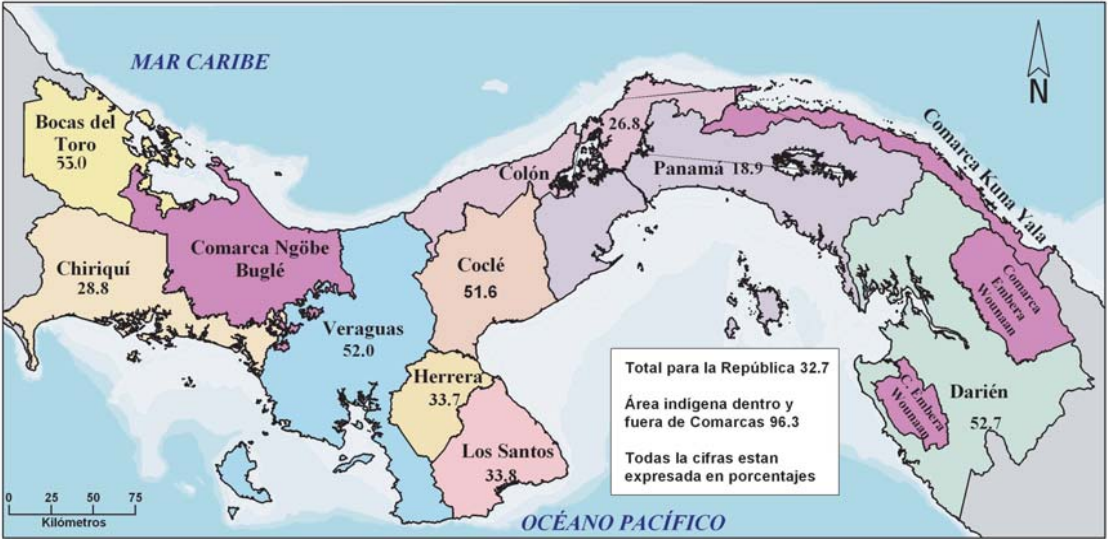 MAR CARIBE
N
Bocas del
Toro
53.0
26.8
Colón
Panamá 18.9
Comarca Kuna Yala
Comarca Ngöbe
Buglé
Chiriquí
28.8
Coclé
51.6
Comarca
Embera
Wounaan
Veraguas
52.0
Herrera
33.7
C. Embera
Wounaan
Darién
52.7
Los Santos
33.8
Total para la República 32.7
Área indígena dentro y
fuera de Comarcas 96.3
Todas la cifras estan
expresada en porcentajes
0 25 50 75
Kilómetros
OCÉANO PACÍFICO